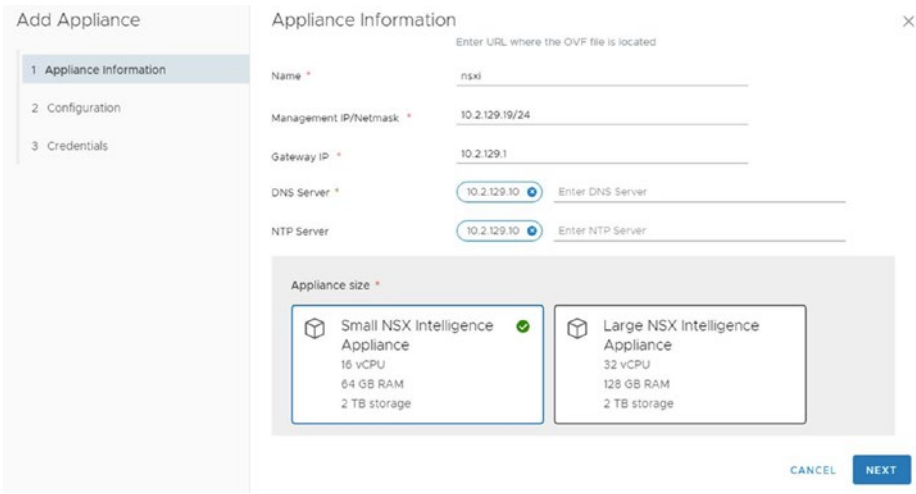 Add Appliance
1 Appliance Information
2 Configuration
3 Credentials
Appliance Information
Enter URL where the OVF file is located
Name *
nsxi
Management IP/Netmask *
10.2.129.19/24
Gateway IP *
10.2.129.1
DNS Server *
10.2.129.10
Enter DNS Server
NTP Server
10.2.129.10
Enter NTP Server
Appliance size *
Small NSX Intelligence
Appliance
16 vCPU
64 GB RAM
2 TB storage
Large NSX Intelligence
Appliance
32 vCPU
128 GB RAM
2 TB storage
CANCEL
NEXT